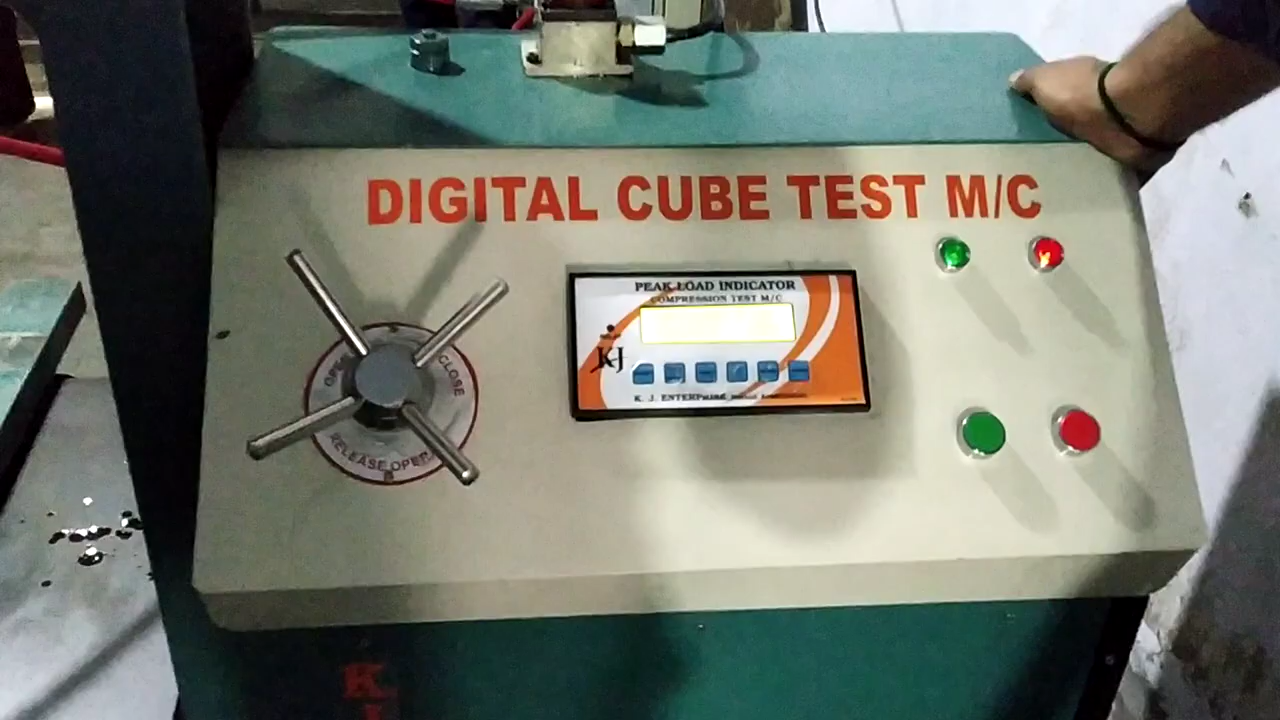 DIGITAL CUBE TEST M/C
PEAK LOAD INDICATOR
COMPRESSION TEST M/C
KJ
K. J. ENTERPRISE
CLOSE
RELEASE
K.